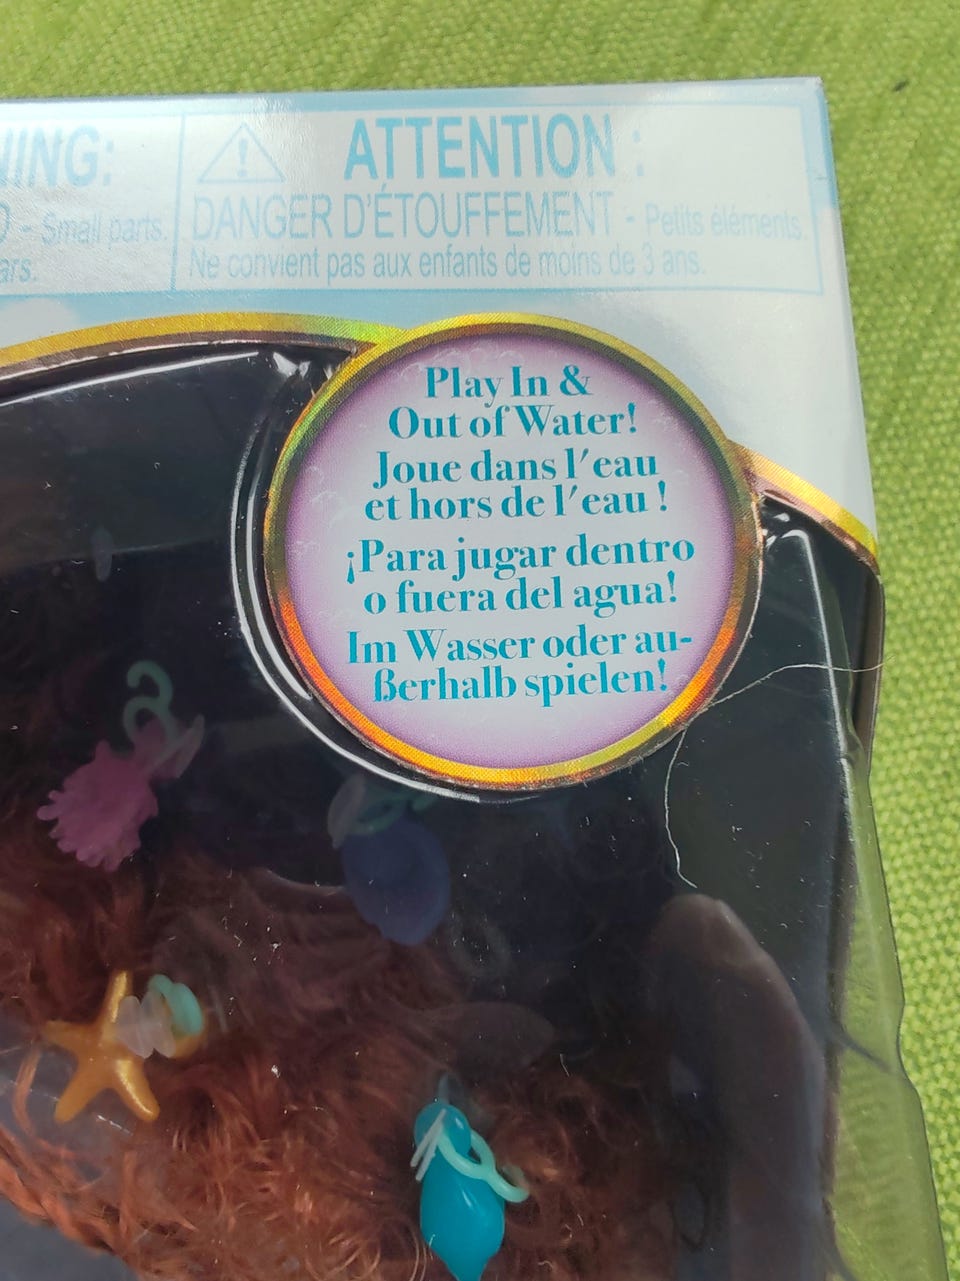 NING:
- Small parts.
ars.
ATTENTION :
DANGER D'ÉTOUFFEMENT - Petits éléments.
Ne convient pas aux enfants de moins de 3 ans.
Play In &
Out of Water!
Joue dans l'eau
et hors de l'eau !
¡Para jugar dentro
o fuera del agua!
Im Wasser oder au-
ßerhalb spielen!